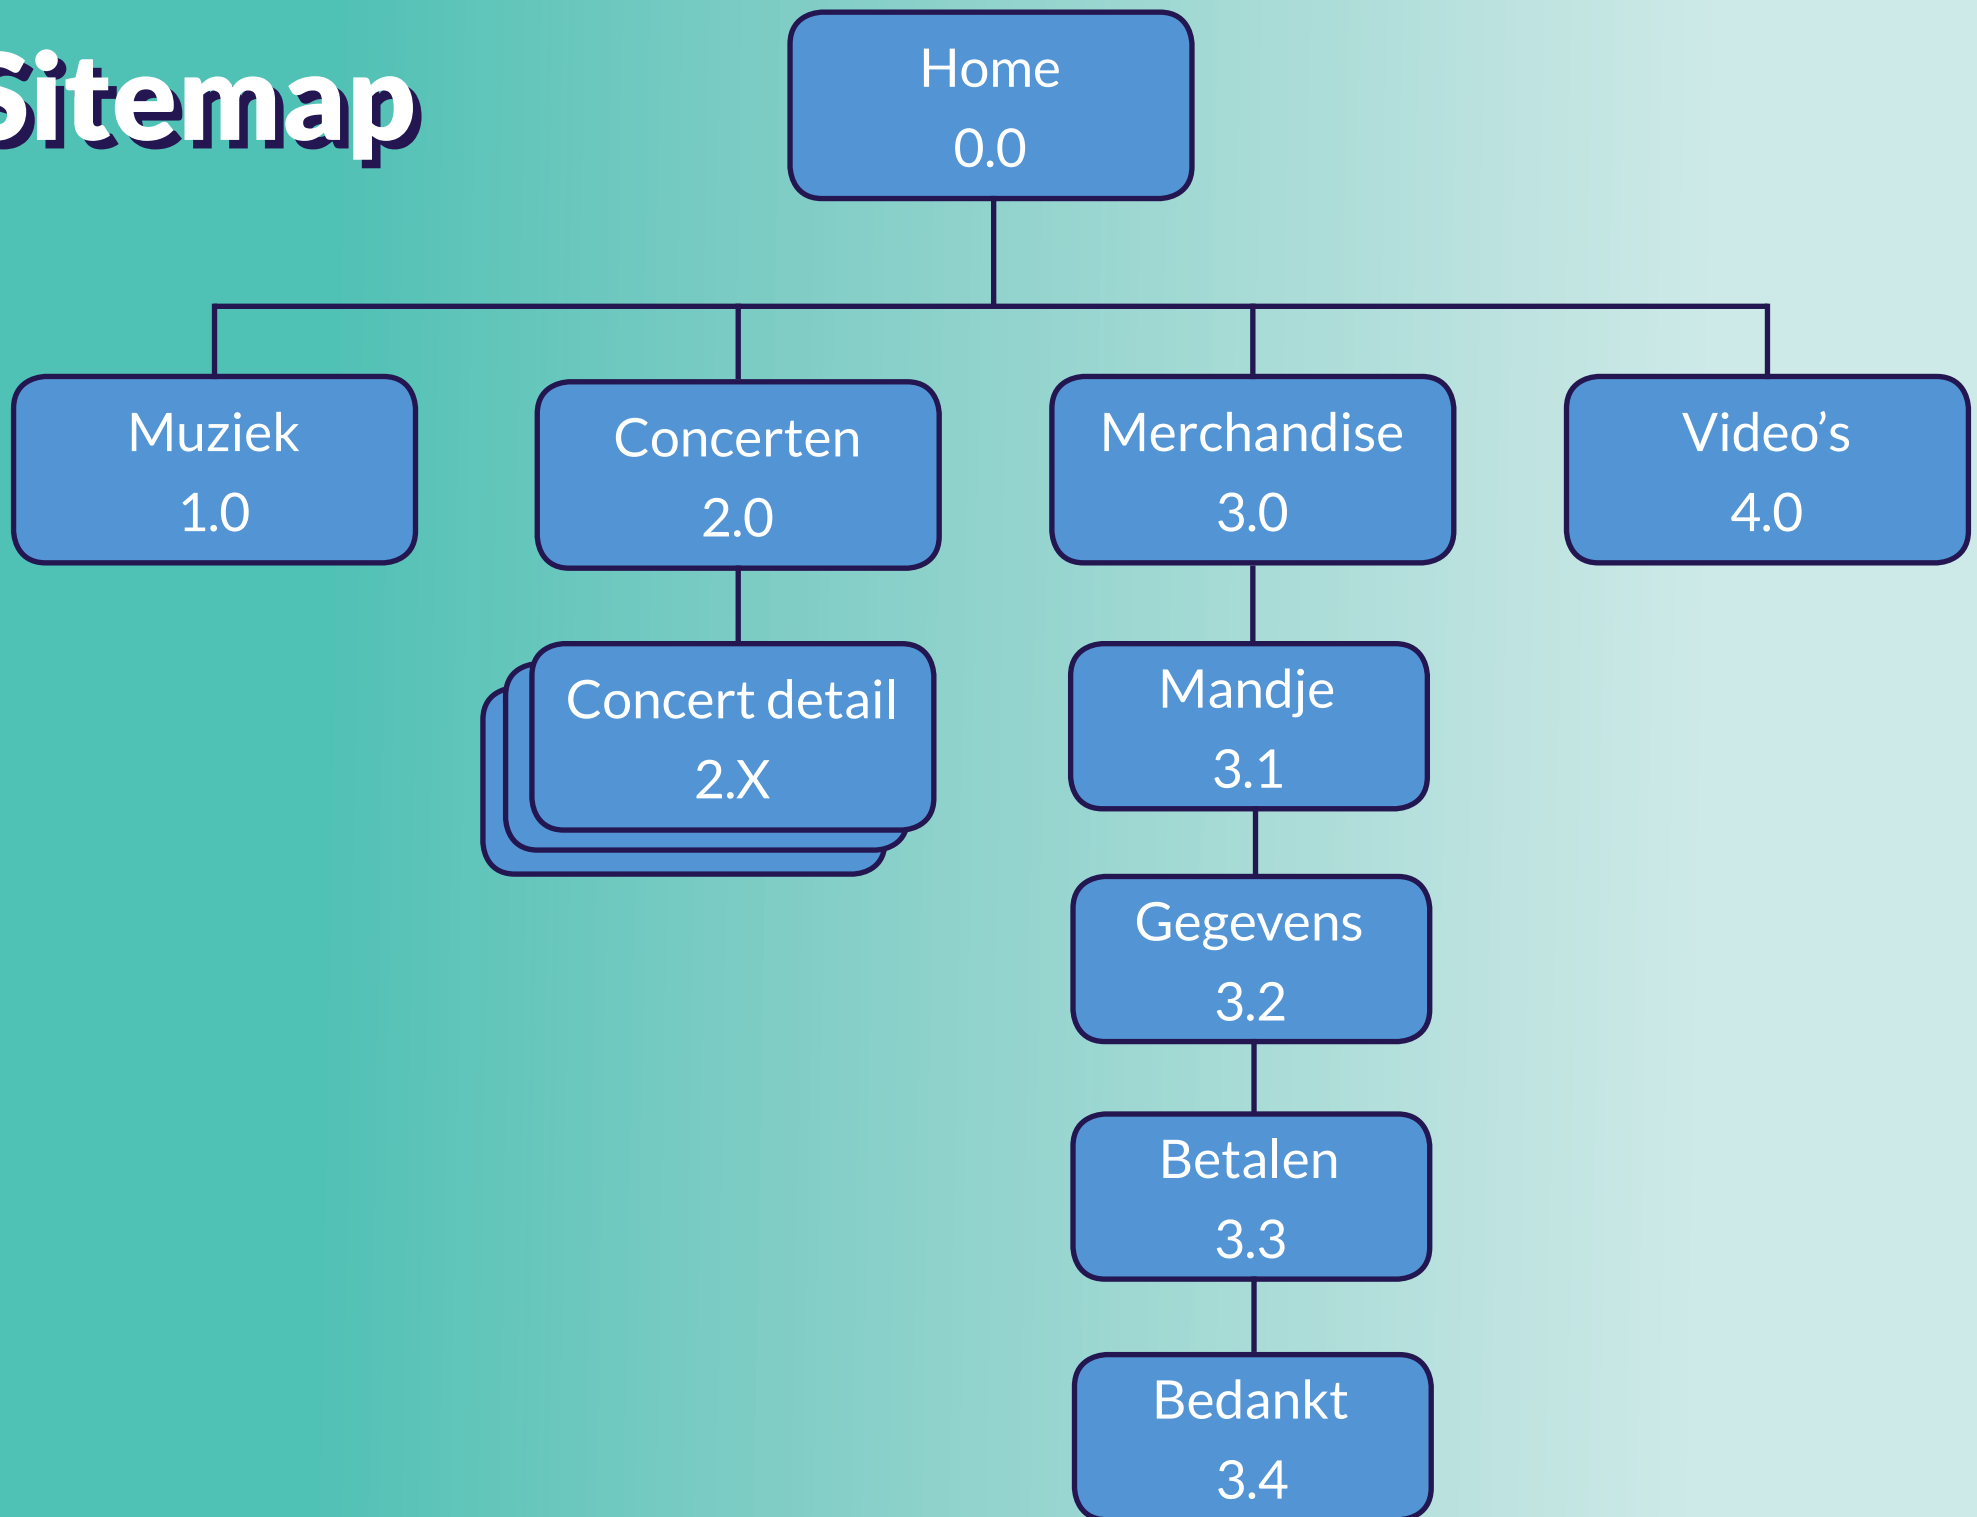 Sitemap
Home
0.0
Muziek
1.0
Concerten
2.0
Merchandise
3.0
Video’s
4.0
Concert detail
2.X
Mandje
3.1
Gegevens
3.2
Betalen
3.3
Bedankt
3.4